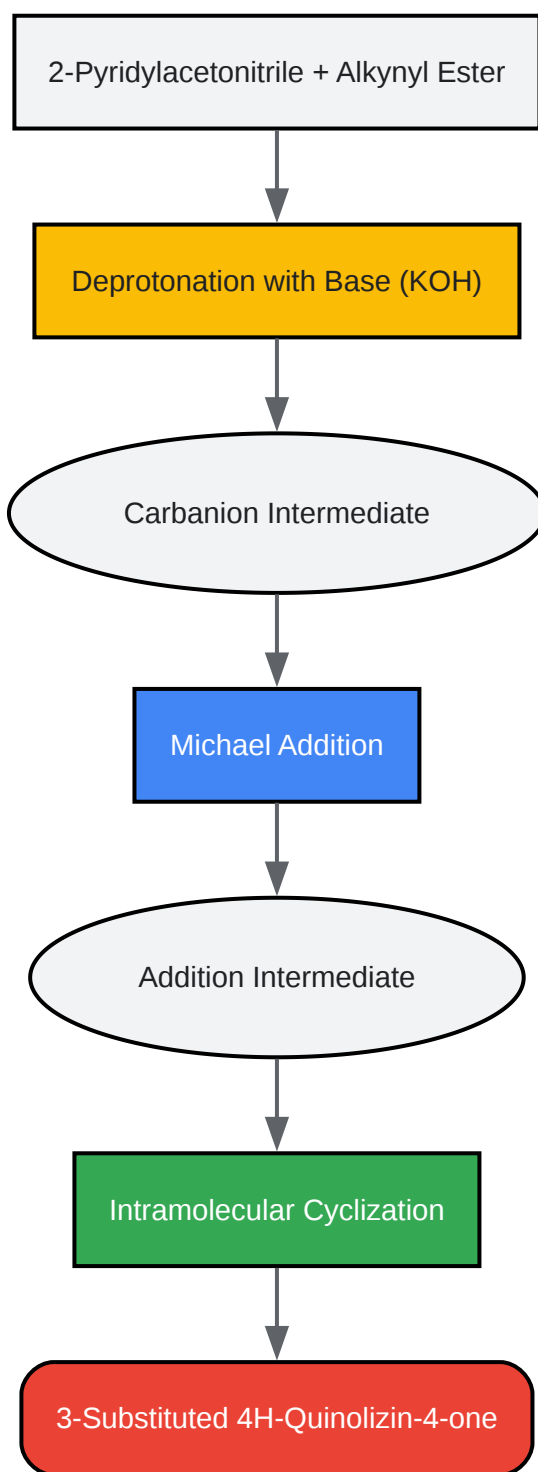 2-Pyridylacetonitrile + Alkynyl Ester
Deprotonation with Base (KOH)
Carbanion Intermediate
Michael Addition
Addition Intermediate
Intramolecular Cyclization
3-Substituted 4H-Quinolizin-4-one